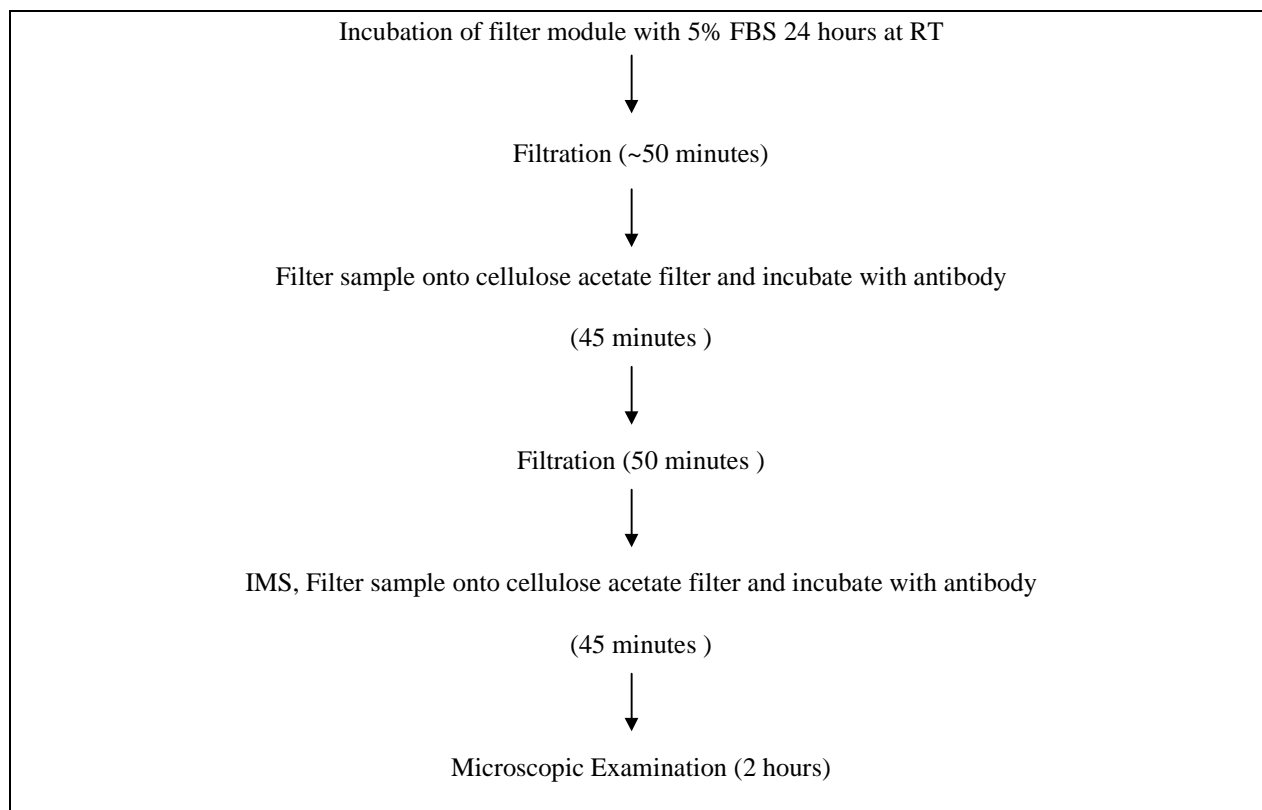 Incubation of filter module with 5% FBS 24 hours at RT
Filtration (~50 minutes)
Filter sample onto cellulose acetate filter and incubate with antibody
(45 minutes )
Filtration (50 minutes )
IMS, Filter sample onto cellulose acetate filter and incubate with antibody
(45 minutes )
Microscopic Examination (2 hours)